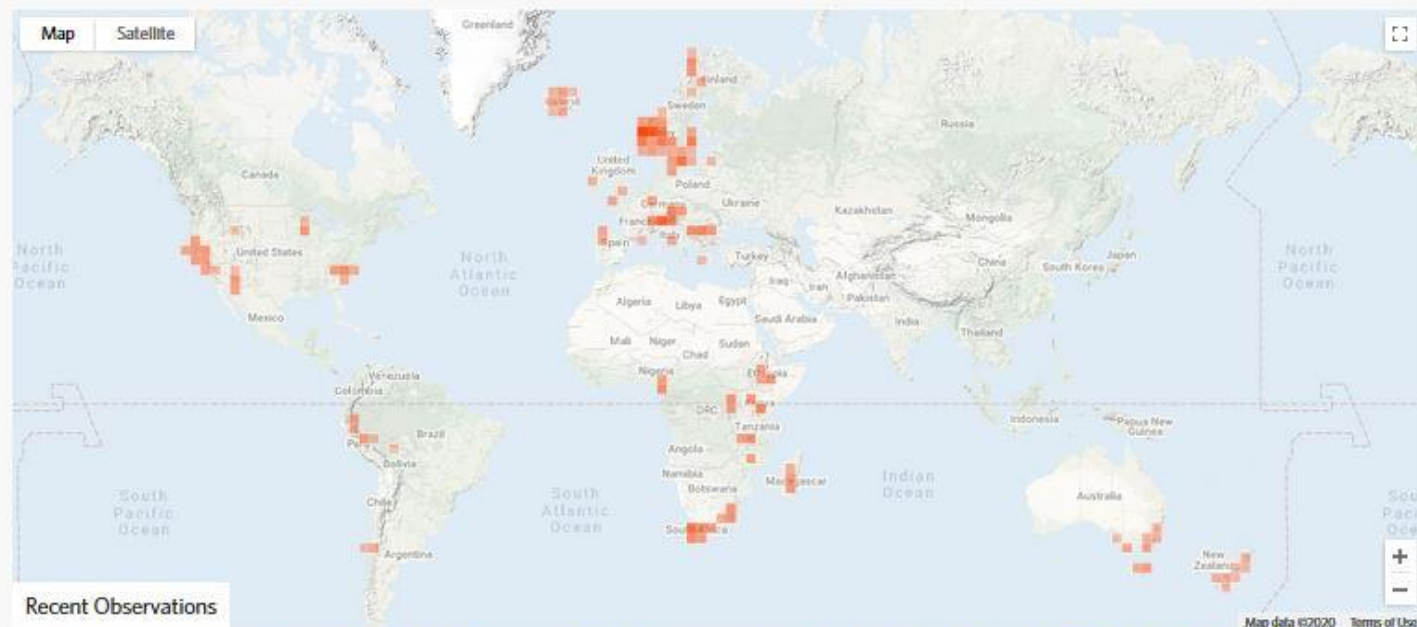 Map Satellite
Greenland
Finland
Sweden
Russia
United
Kingdom
Canada
Poland
Ukraine
Kazakhstan
Mongolia
France
Italy
Spain
United States
North
Pacific
Ocean
North
Atlantic
Ocean
Turkey
China
South Korea
Japan
North
Pacific
Ocean
Iraq
Iran
Afghanistan
Pakistan
Algeria
Libya
Egypt
Mexico
Saudi Arabia
India
Thailand
Mali
Niger
Chad
Sudan
Nigeria
Ethiopia
Venezuela
Colombia
DRC
Kenya
Indonesia
Papua New
Guinea
Tanzania
Brazil
Peru
Bolivia
Angola
Namibia
Botswana
Madagascar
Indian
Ocean
Australia
South
Pacific
Ocean
Chile
South
Atlantic
Ocean
South Africa
Argentina
New
Zealand
Recent Observations
Map data ©2020 Terms of Use